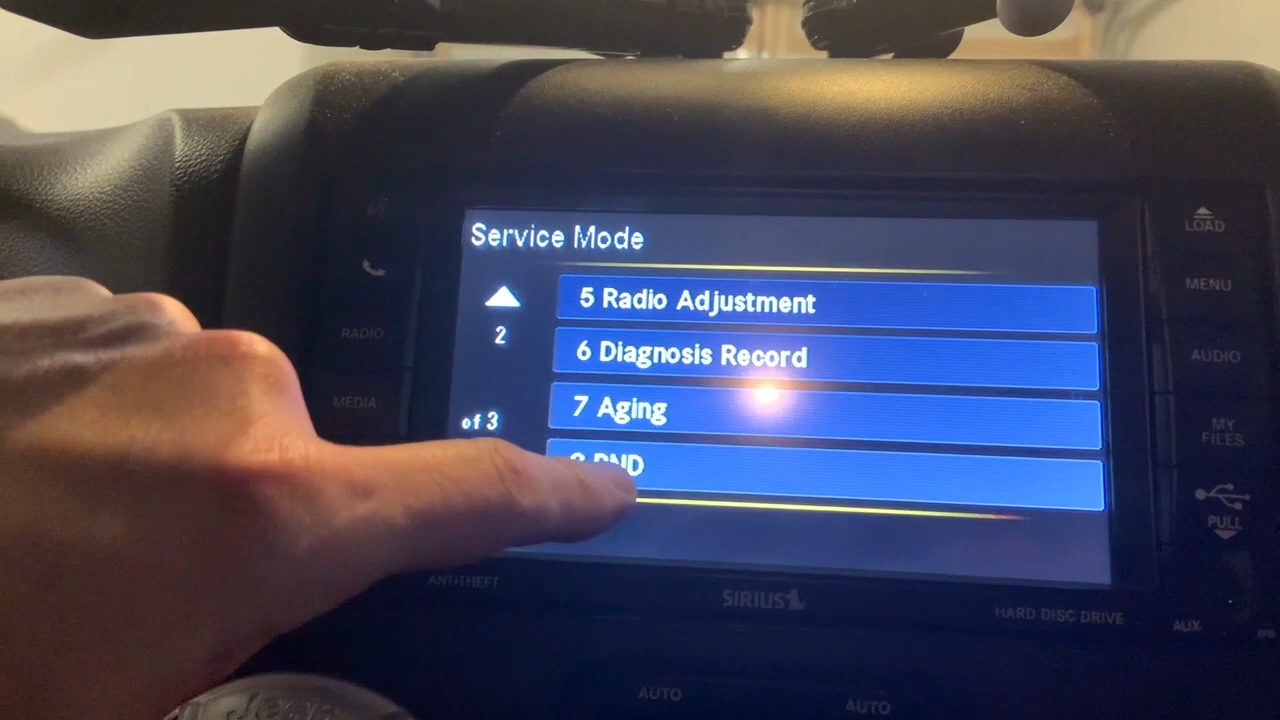 LOAD
Service Mode
MENU
5 Radio Adjustment
2
RADIO
6 Diagnosis Record
AUDIO
MEDIA
7 Aging
of 3
MY
FILES
PULL
ANTITHEFT
SIRIUS
HARD DISC DRIVE
AUX
AUTO
AUTO
Jeep